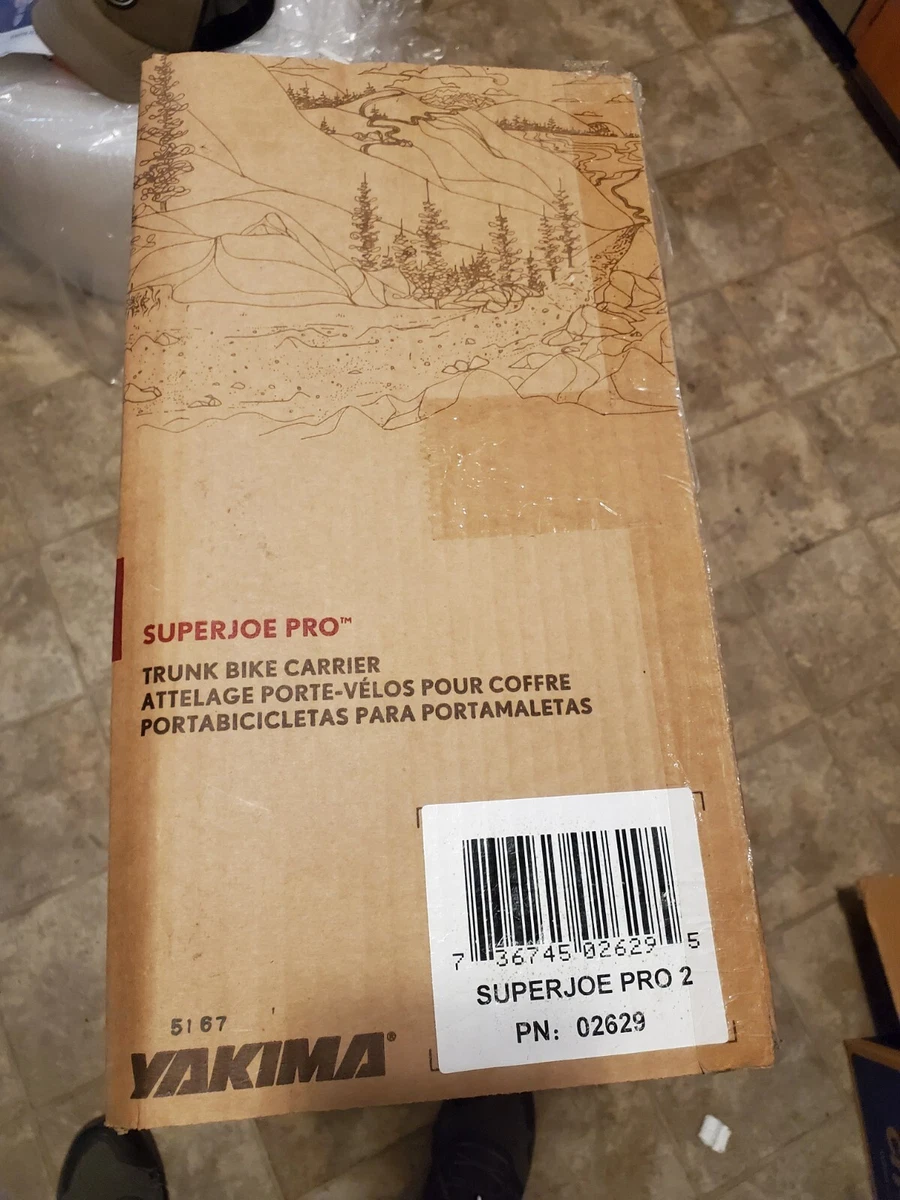 SUPERJOE PRO™
TRUNK BIKE CARRIER
ATTELAGE PORTE-VÉLOS POUR COFFRE
PORTABICICLETAS PARA PORTAMALETAS
7 36745 02629 5
SUPERJOE PRO 2
PN: 02629
5167
YAKIMA®